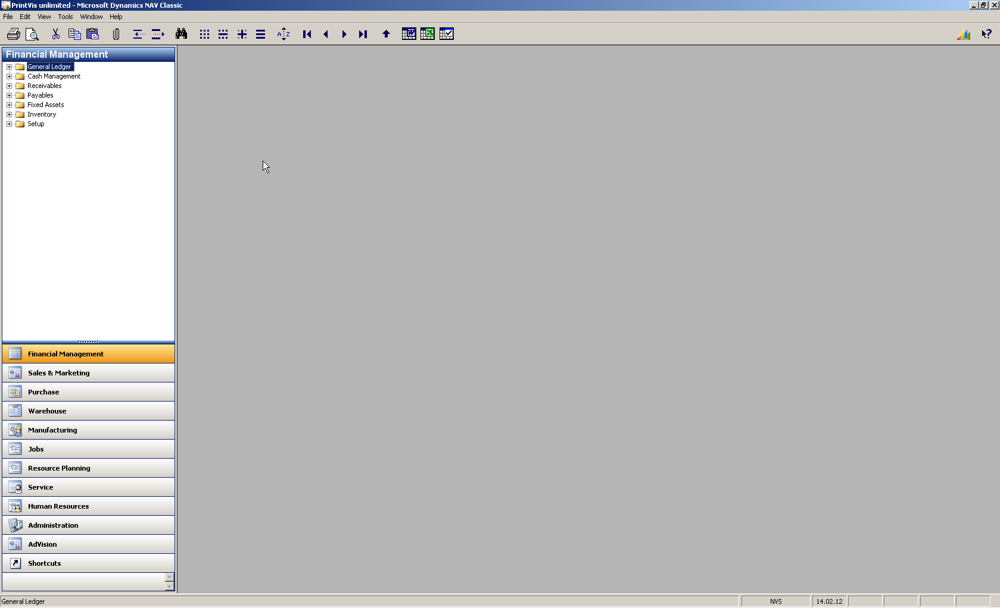 PrintVis unlimited - Microsoft Dynamics NAV Classic
File Edit View Tools Window Help
Financial Management
General Ledger
Cash Management
Receivables
Payables
Fixed Assets
Inventory
Setup
Financial Management
Sales & Marketing
Purchase
Warehouse
Manufacturing
Jobs
Resource Planning
Service
Human Resources
Administration
AdVision
Shortcuts
General Ledger NVS 14.02.12